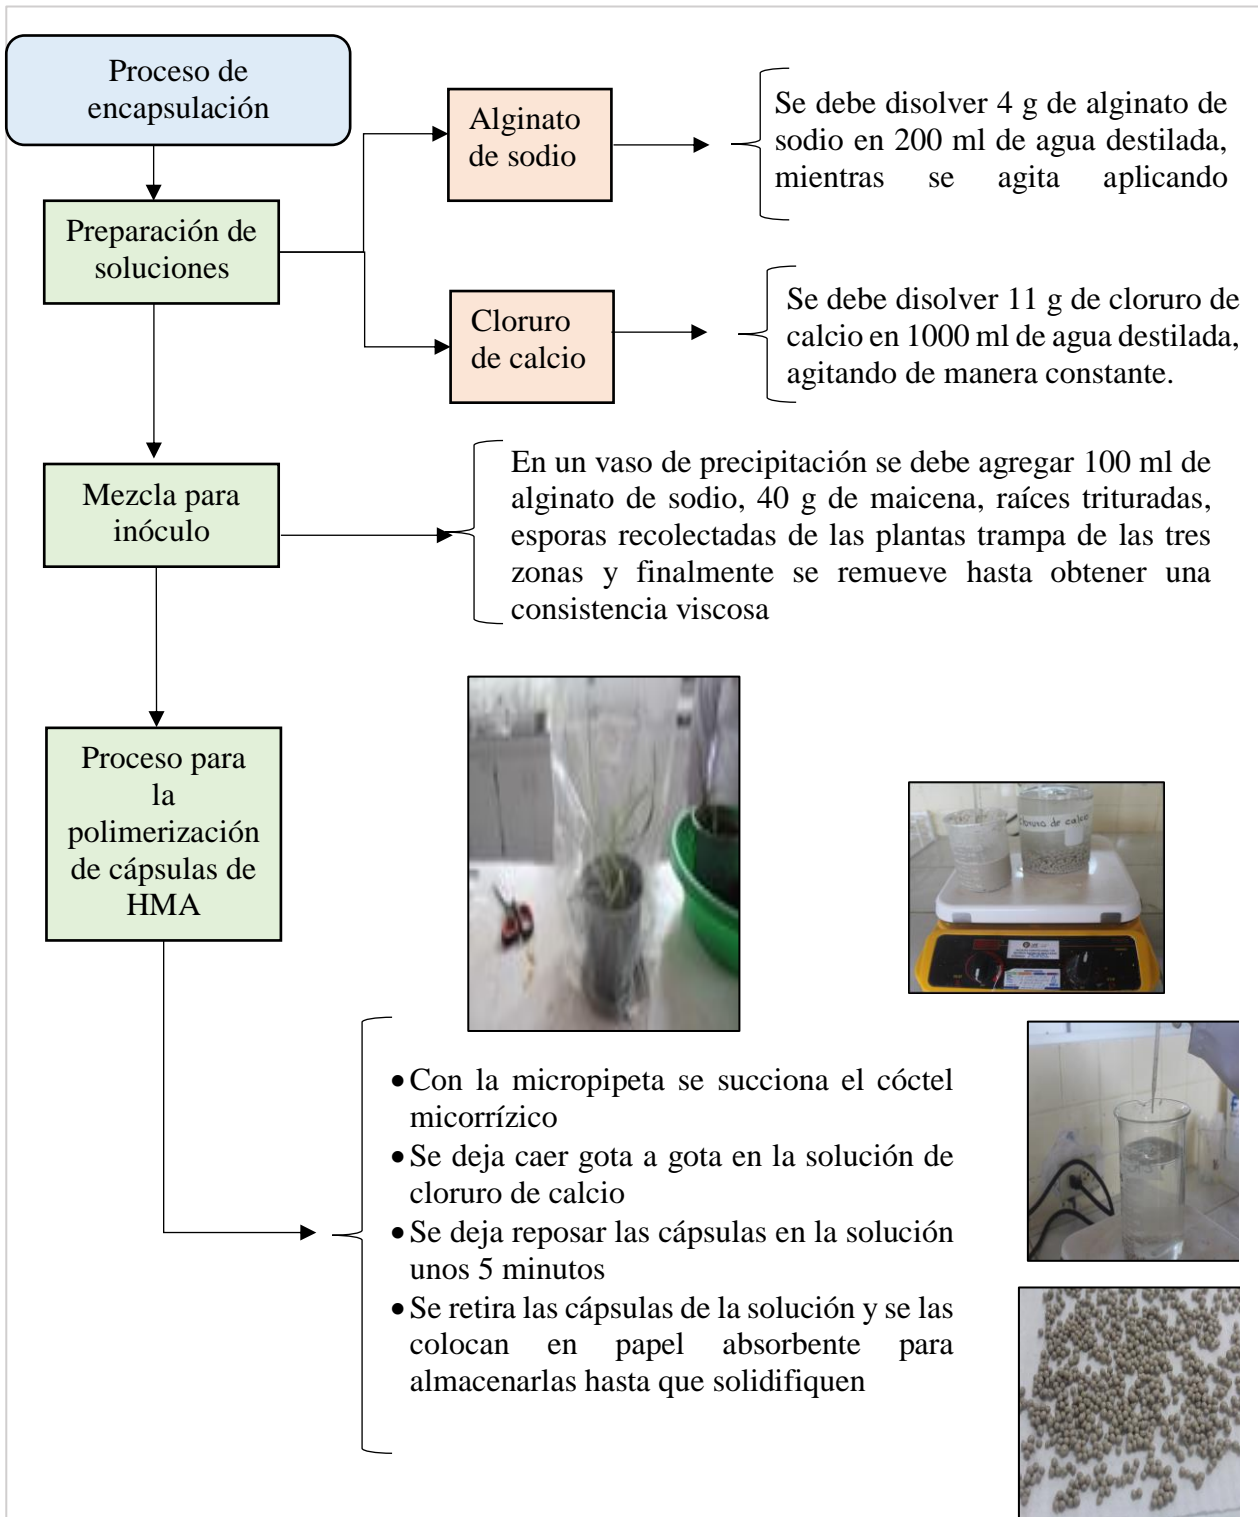 Proceso de
encapsulación
Preparación de
soluciones
Alginato
de sodio
Se debe disolver 4 g de alginato de
sodio en 200 ml de agua destilada,
mientras se agita aplicando
Cloruro
de calcio
Se debe disolver 11 g de cloruro de
calcio en 1000 ml de agua destilada,
agitando de manera constante.
Mezcla para
inóculo
En un vaso de precipitación se debe agregar 100 ml de
alginato de sodio, 40 g de maicena, raíces trituradas,
esporas recolectadas de las plantas trampa de las tres
zonas y finalmente se remueve hasta obtener una
consistencia viscosa
Proceso para
la
polimerización
de cápsulas de
HMA
cloruro de calcio
• Con la micropipeta se succiona el cóctel
micorrízico
• Se deja caer gota a gota en la solución de
cloruro de calcio
• Se deja reposar las cápsulas en la solución
unos 5 minutos
• Se retira las cápsulas de la solución y se las
colocan en papel absorbente para
almacenarlas hasta que solidifiquen